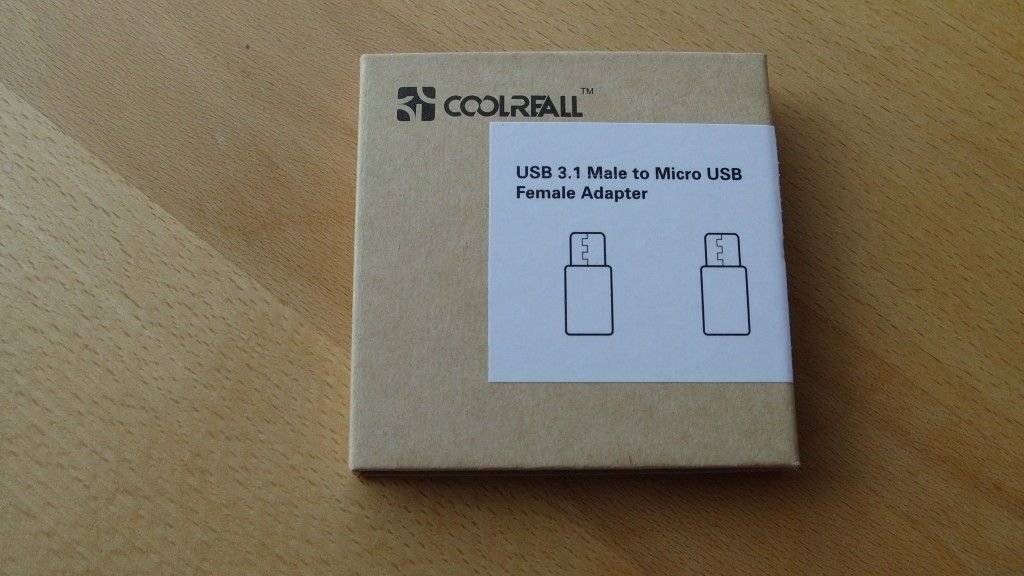 COOLREALL™
USB 3.1 Male to Micro USB
Female Adapter